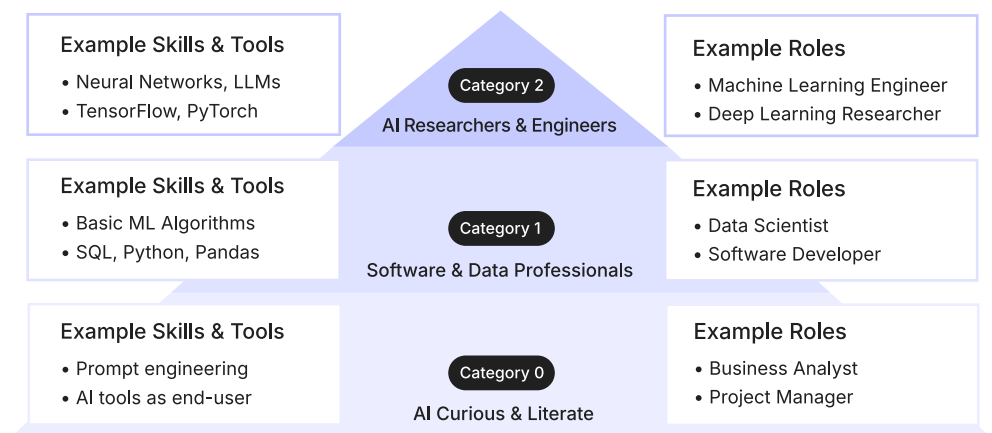 Example Skills & Tools
• Neural Networks, LLMs
• TensorFlow, PyTorch
Category 2
AI Researchers & Engineers
Example Roles
• Machine Learning Engineer
• Deep Learning Researcher
Example Skills & Tools
• Basic ML Algorithms
• SQL, Python, Pandas
Category 1
Software & Data Professionals
Example Roles
• Data Scientist
• Software Developer
Example Skills & Tools
• Prompt engineering
• AI tools as end-user
Category 0
AI Curious & Literate
Example Roles
• Business Analyst
• Project Manager